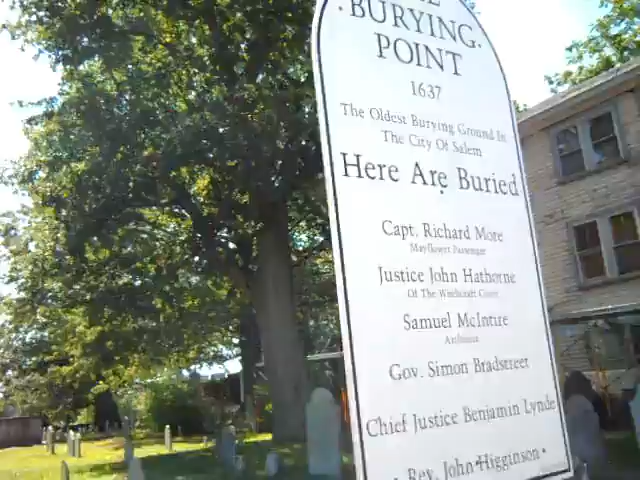 · BURYING ·
POINT
1637
The Oldest Burying Ground In
The City Of Salem
Here Are Buried
Capt. Richard More
Mayflower Passenger
Justice John Hathorne
Of The Witchcraft Court
Samuel McIntire
Architect
Gov. Simon Bradstreet
Chief Justice Benjamin Lynde
· Rev. John Higginson ·